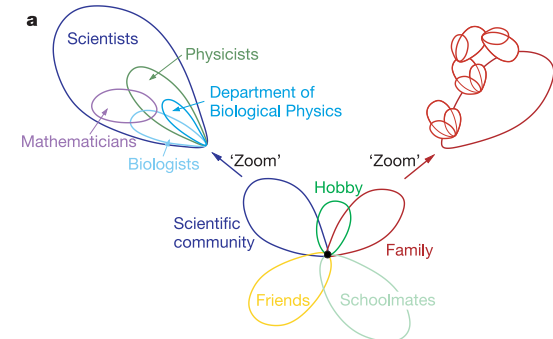 a
Scientists
Physicists
Department of
Biological Physics
Mathematicians
Biologists
'Zoom'
'Zoom'
Hobby
Scientific
community
Family
Friends
Schoolmates